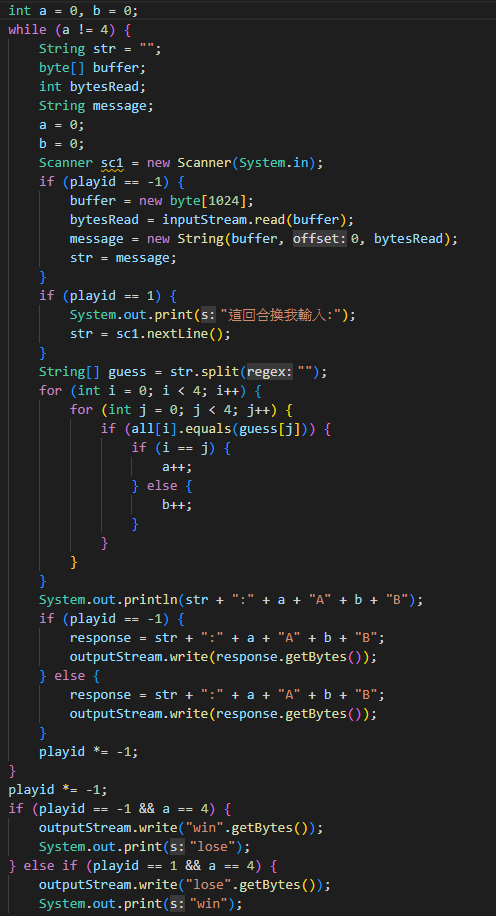 int a = 0, b = 0;
while (a != 4) {
    String str = "";
    byte[] buffer;
    int bytesRead;
    String message;
    a = 0;
    b = 0;
    Scanner sc1 = new Scanner(System.in);
    if (playid == -1) {
        buffer = new byte[1024];
        bytesRead = inputStream.read(buffer);
        message = new String(buffer, offset:0, bytesRead);
        str = message;
    }
    if (playid == 1) {
        System.out.print(s:"這回合換我輸入:");
        str = sc1.nextLine();
    }
    String[] guess = str.split(regex:"");
    for (int i = 0; i < 4; i++) {
        for (int j = 0; j < 4; j++) {
            if (all[i].equals(guess[j])) {
                if (i == j) {
                    a++;
                } else {
                    b++;
                }
            }
        }
    }
    System.out.println(str + ":" + a + "A" + b + "B");
    if (playid == -1) {
        response = str + ":" + a + "A" + b + "B";
        outputStream.write(response.getBytes());
    } else {
        response = str + ":" + a + "A" + b + "B";
        outputStream.write(response.getBytes());
    }
    playid *= -1;
}
playid *= -1;
if (playid == -1 && a == 4) {
    outputStream.write("win".getBytes());
    System.out.print(s:"lose");
} else if (playid == 1 && a == 4) {
    outputStream.write("lose".getBytes());
    System.out.print(s:"win");